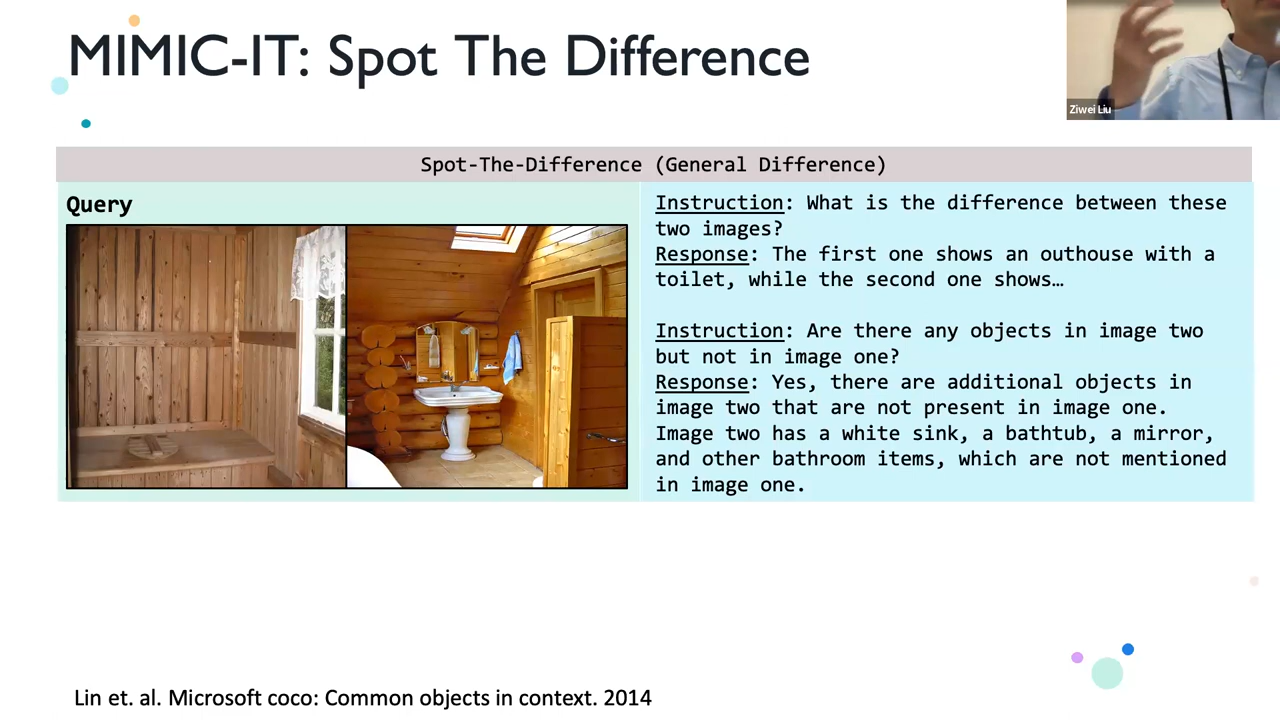 MIMIC-IT: Spot The Difference
Ziwei Liu
Spot-The-Difference (General Difference)
Query
Instruction: What is the difference between these
two images?
Response: The first one shows an outhouse with a
toilet, while the second one shows…
Instruction: Are there any objects in image two
but not in image one?
Response: Yes, there are additional objects in
image two that are not present in image one.
Image two has a white sink, a bathtub, a mirror,
and other bathroom items, which are not mentioned
in image one.
Lin et. al. Microsoft coco: Common objects in context. 2014